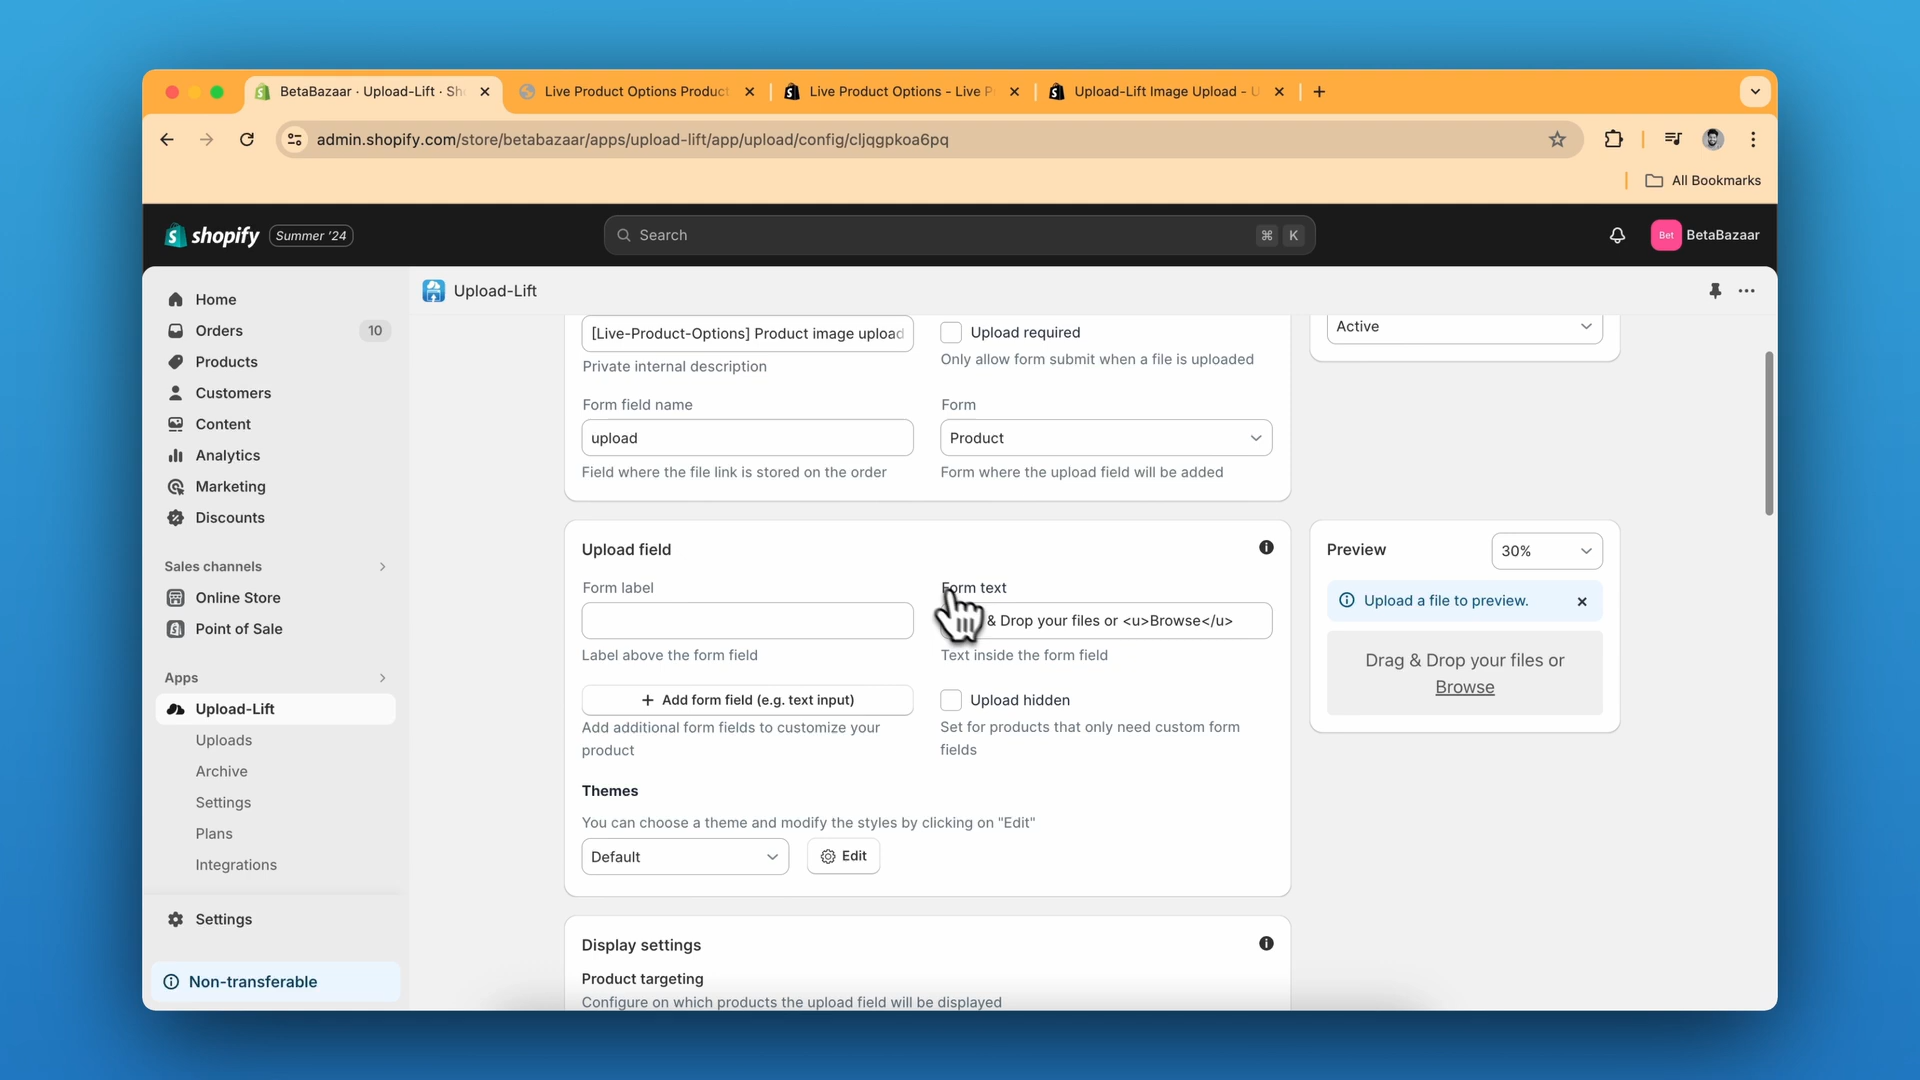 BetaBazaar · Upload-Lift · Sh
Live Product Options Product
Live Product Options - Live P
Upload-Lift Image Upload - U
admin.shopify.com/store/betabazaar/apps/upload-lift/app/upload/config/cljqgpkoa6pq
All Bookmarks
shopify
Summer '24
Search
⌘ K
Bet
BetaBazaar
Home
Orders
10
Products
Customers
Content
Analytics
Marketing
Discounts
Sales channels
Online Store
Point of Sale
Apps
Upload-Lift
Uploads
Archive
Settings
Plans
Integrations
Settings
Non-transferable
Upload-Lift
[Live-Product-Options] Product image upload
Private internal description
Upload required
Only allow form submit when a file is uploaded
Form field name
upload
Field where the file link is stored on the order
Form
Product
Form where the upload field will be added
Active
Upload field
Form label
Label above the form field
Form text
& Drop your files or <u>Browse</u>
Text inside the form field
+ Add form field (e.g. text input)
Add additional form fields to customize your
product
Upload hidden
Set for products that only need custom form
fields
Themes
You can choose a theme and modify the styles by clicking on "Edit"
Default
Edit
Preview
30%
Upload a file to preview.
Drag & Drop your files or
Browse
Display settings
Product targeting
Configure on which products the upload field will be displayed